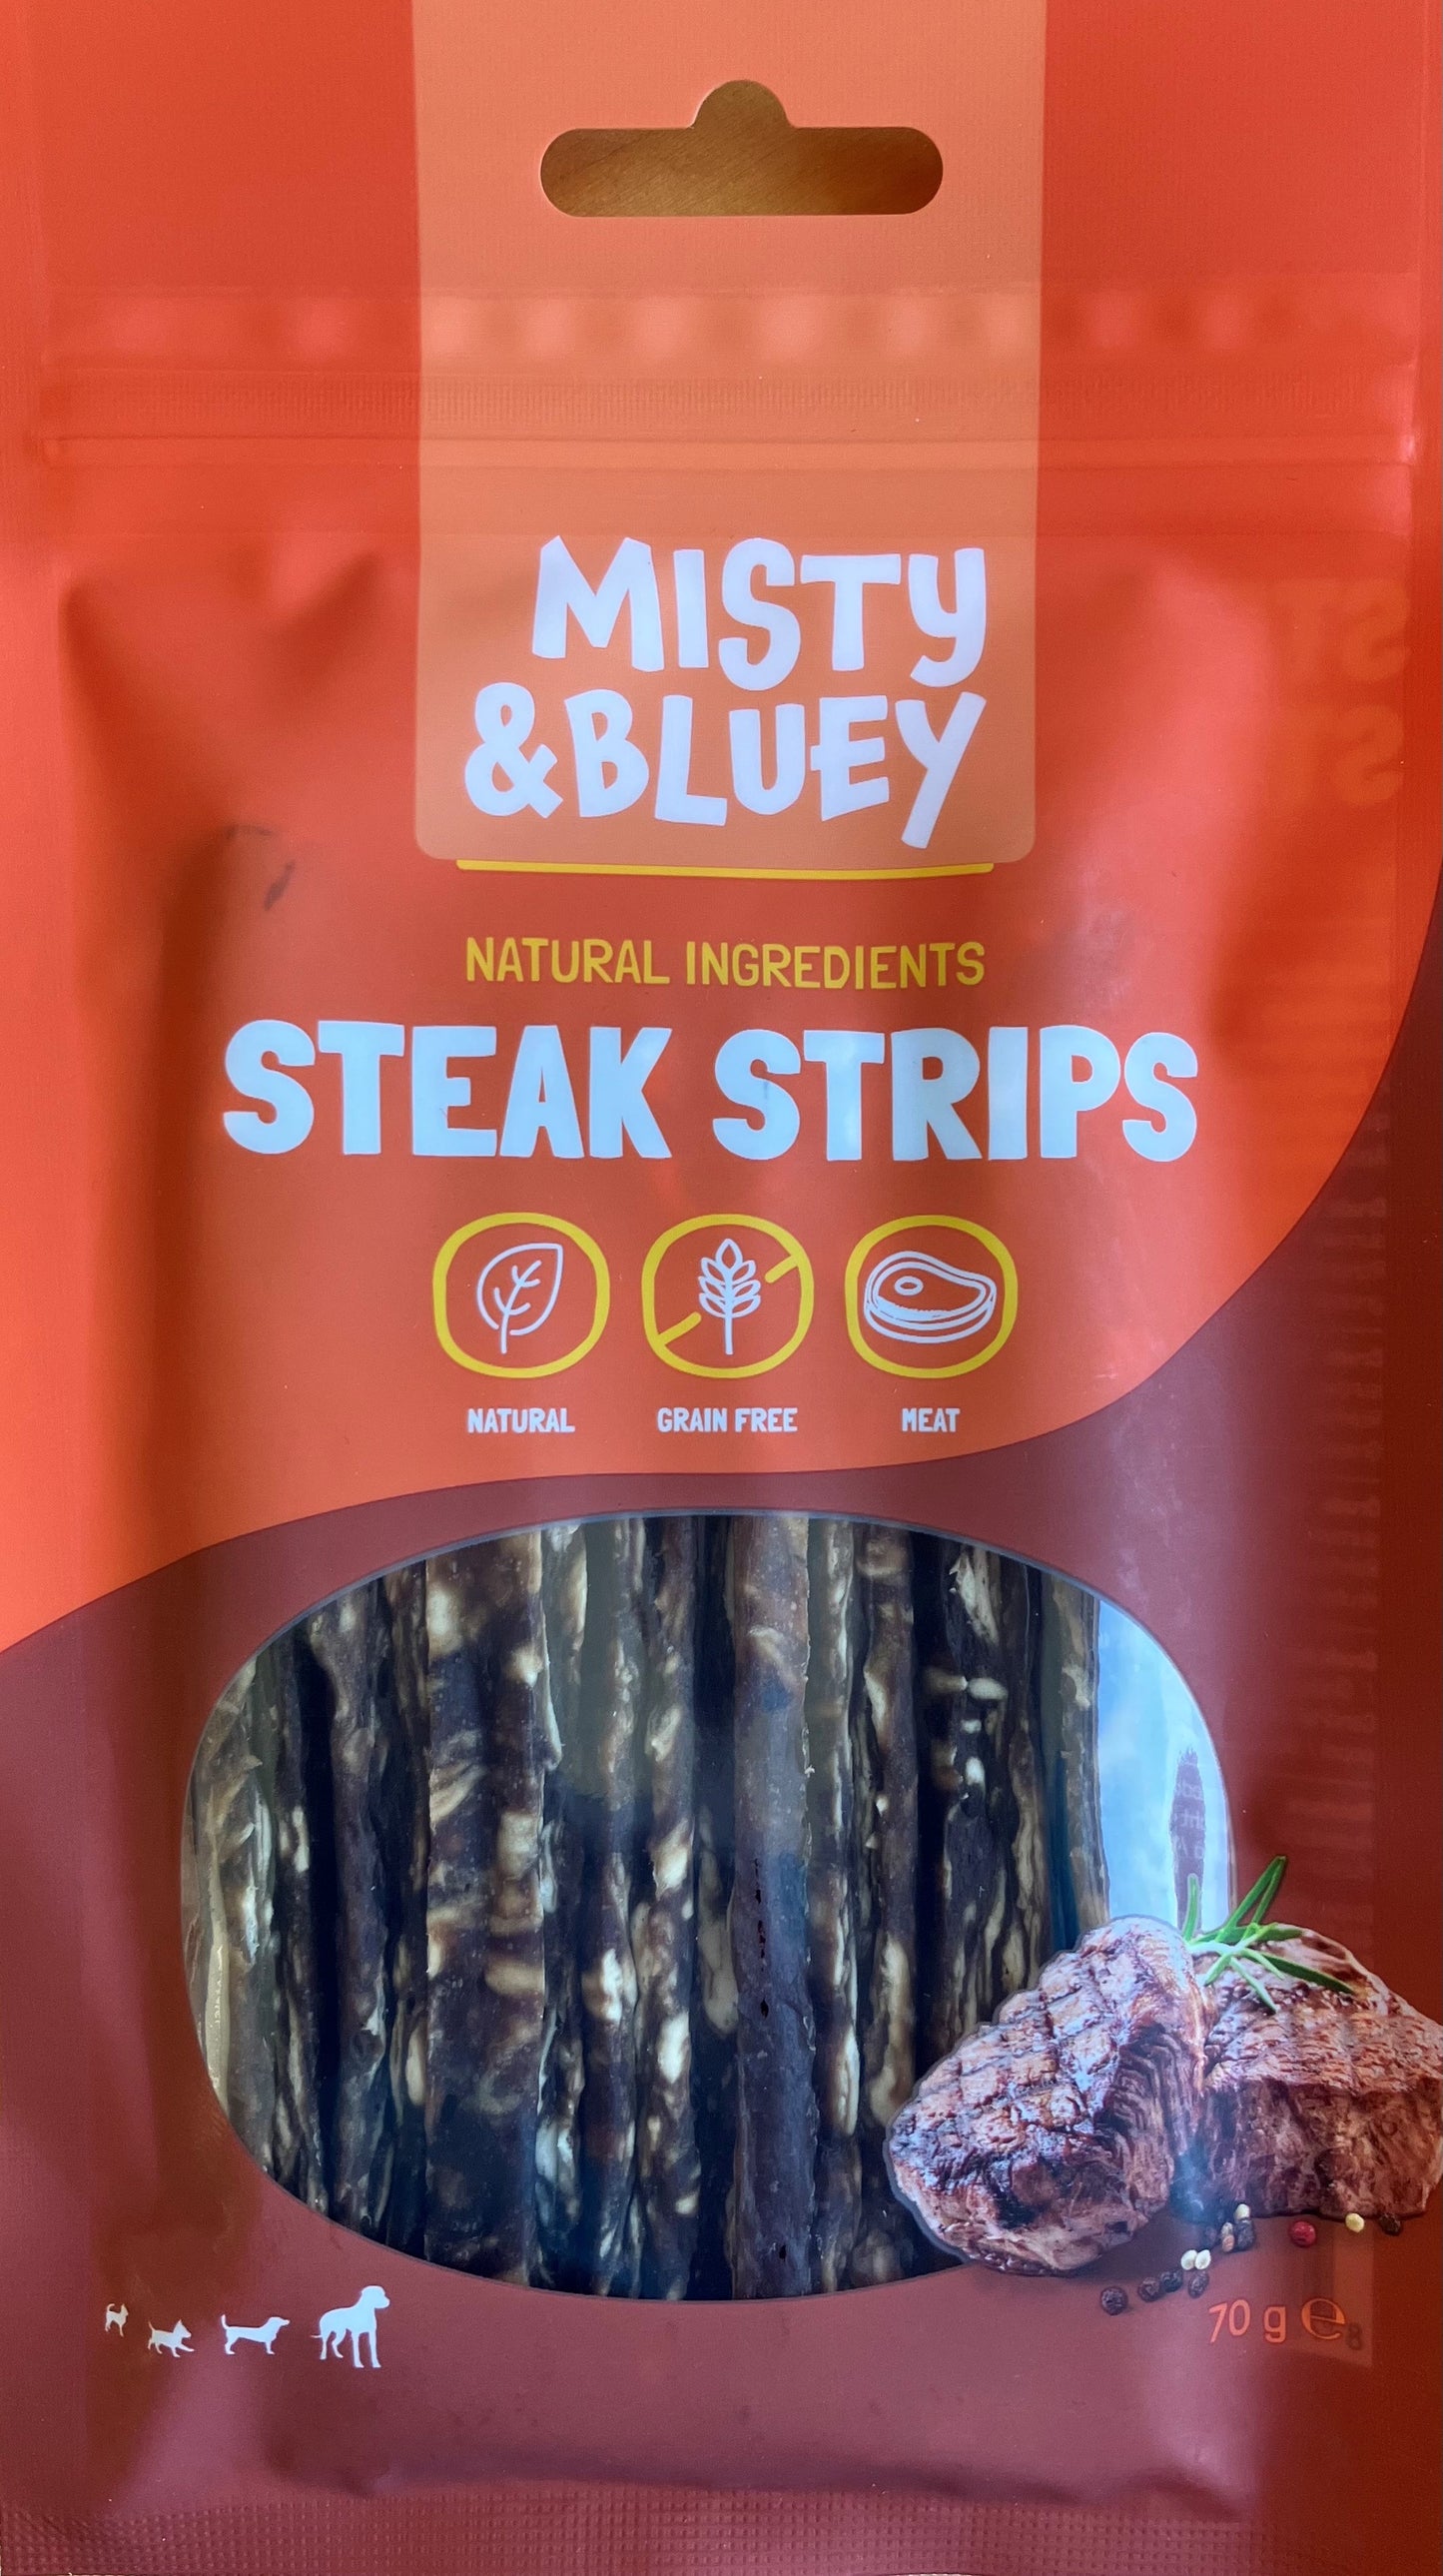 MISTY
&BLUEY
NATURAL INGREDIENTS
STEAK STRIPS
NATURAL GRAIN FREE MEAT
70 g ℮